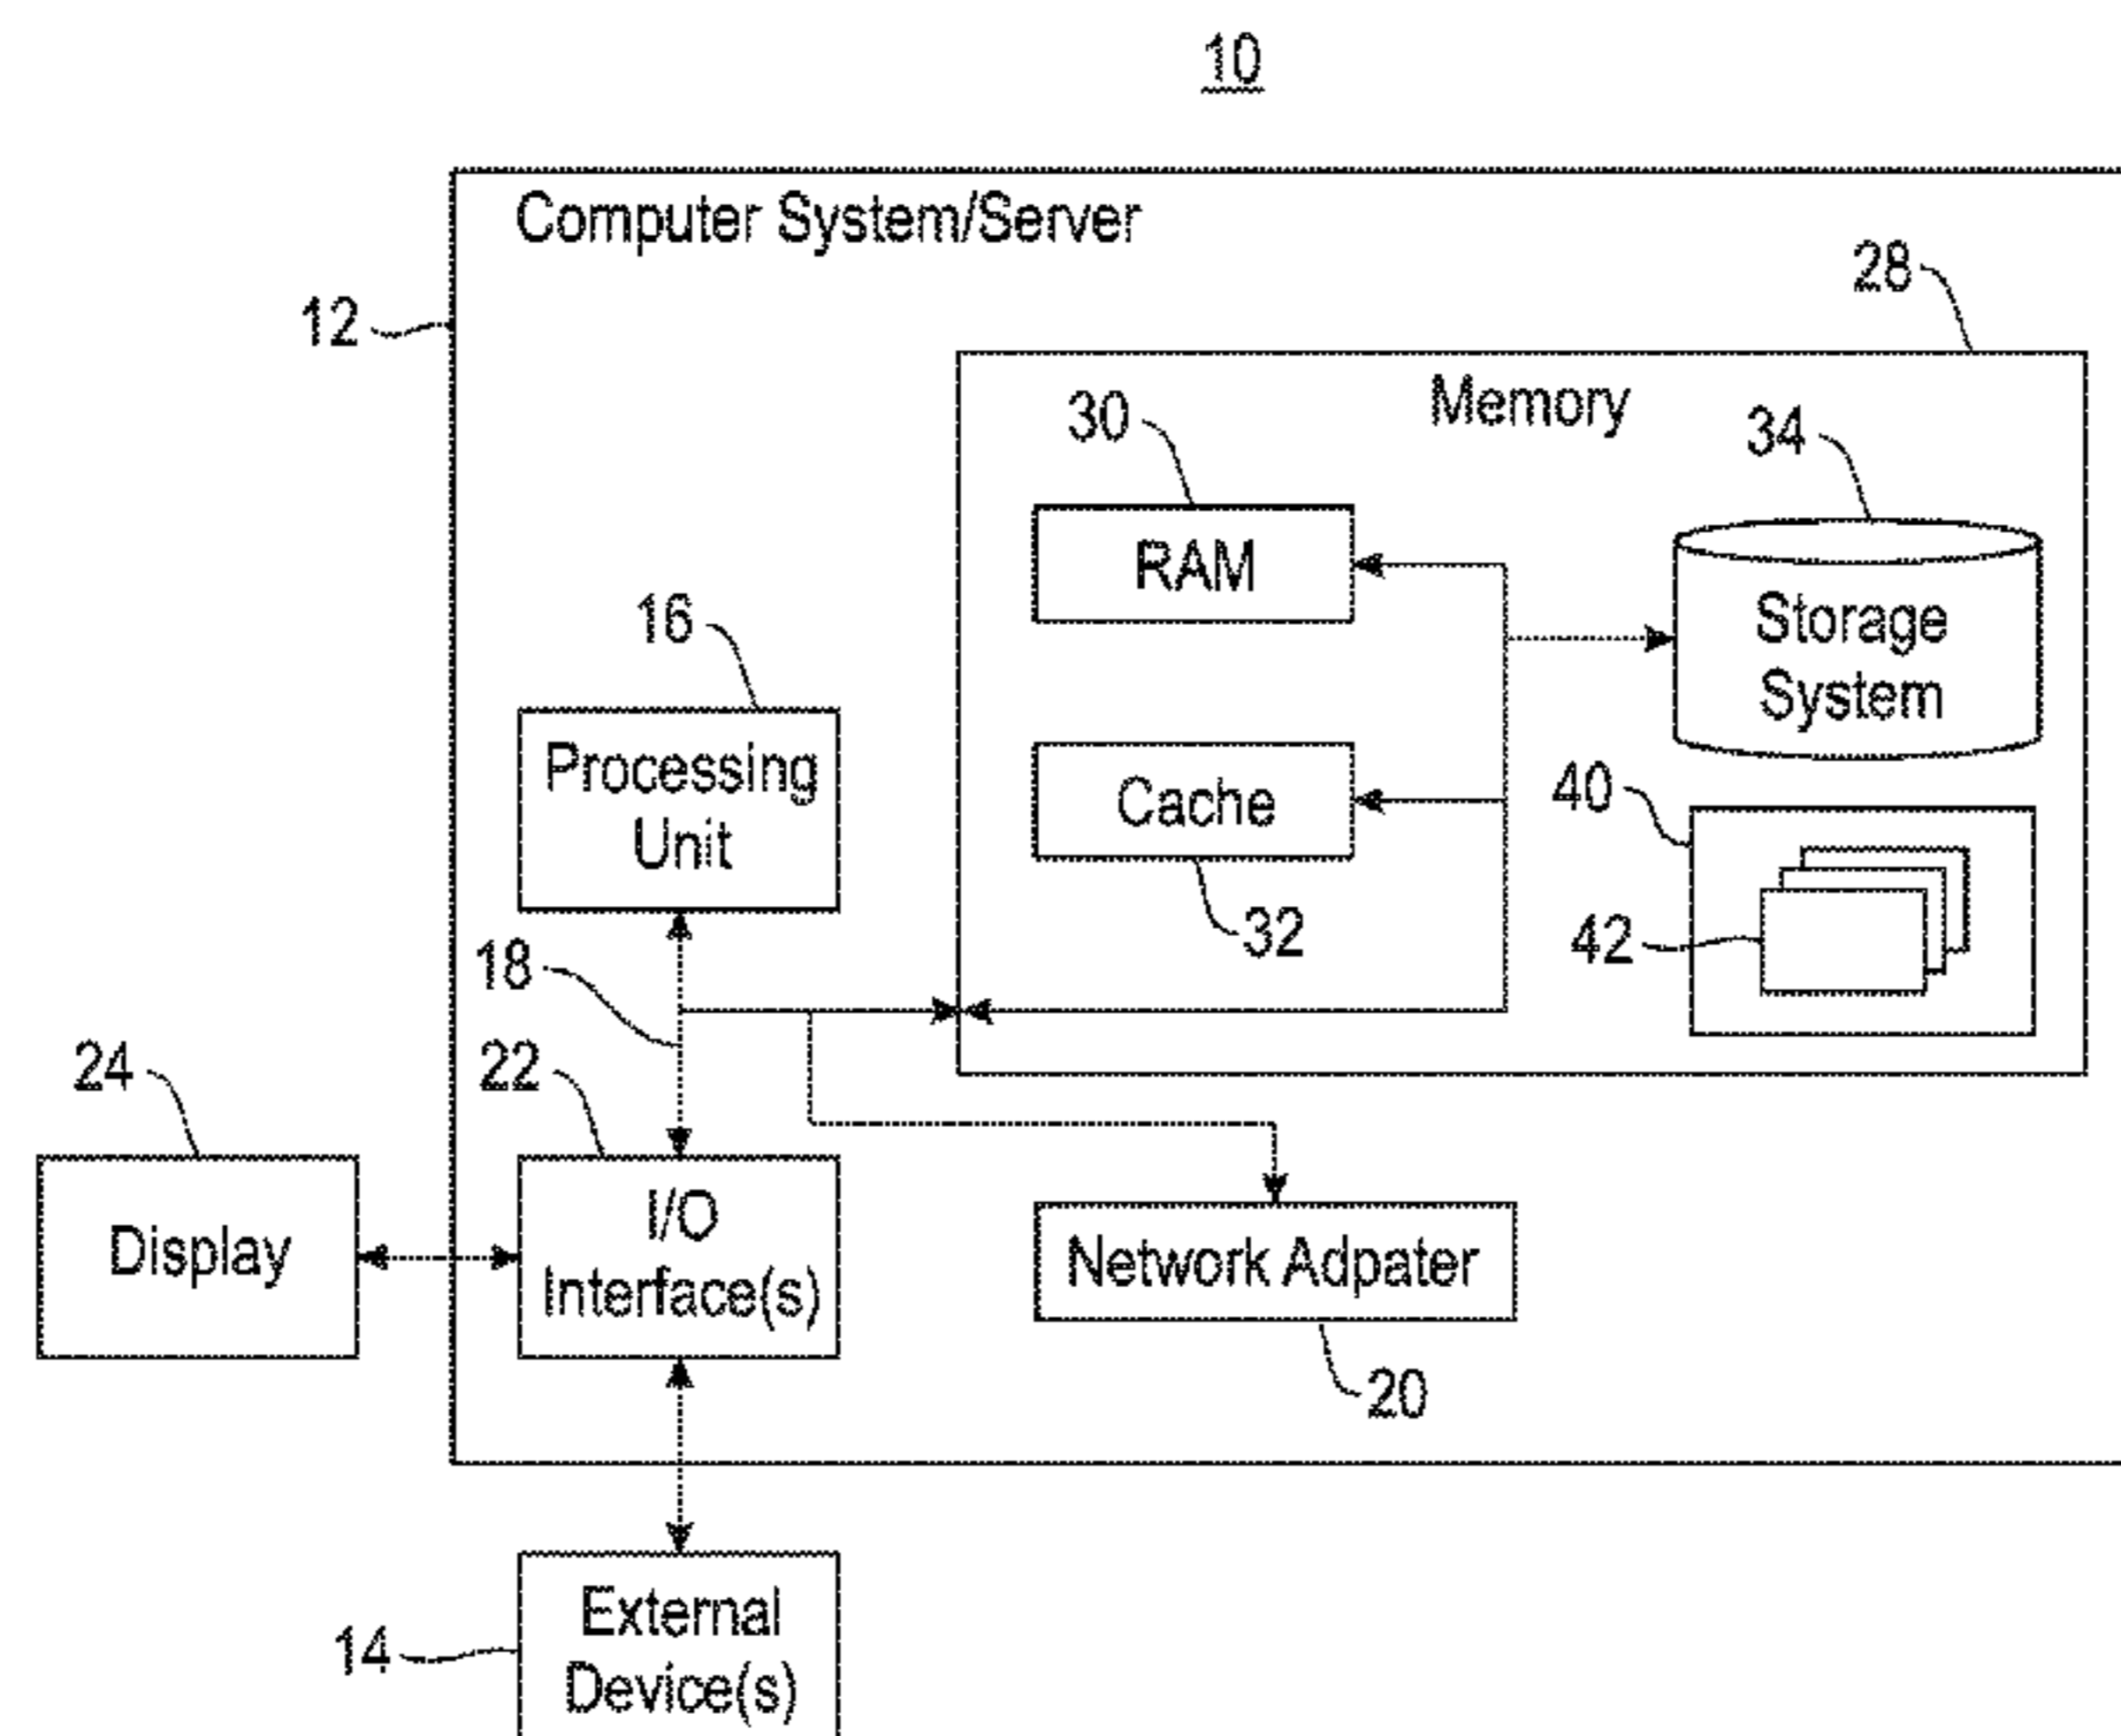 10
Computer System/Server
12
28
Memory
30
34
RAM
Storage
System
16
Processing
Unit
Cache
40
32
42
18
24
22
Display
I/O
Interface(s)
Network Adpater
20
External
Device(s)
14